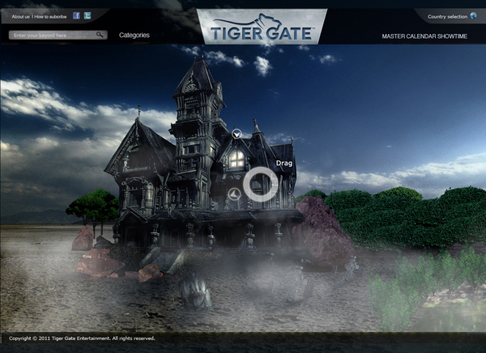 About us | How to subscribe
Country selection
TIGER GATE™
Enter your keyword here...
Categories
MASTER CALENDAR SHOWTIME
Drag
Copyright © 2011 Tiger Gate Entertainment. All rights reserved.